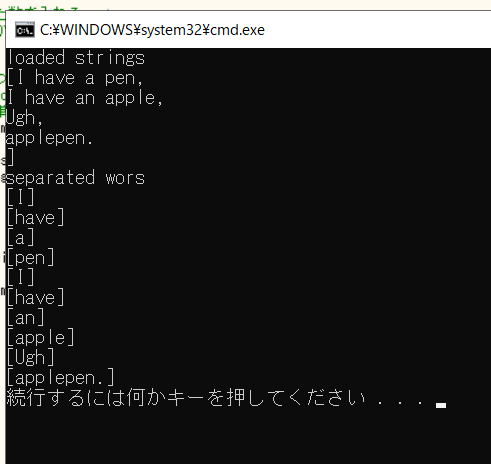 C:¥WINDOWS¥system32¥cmd.exe
loaded strings
[I have a pen,
I have an apple,
Ugh,
applepen.
]
separated wors
[I]
[have]
[a]
[pen]
[I]
[have]
[an]
[apple]
[Ugh]
[applepen.]
続行するには何かキーを押してください . . .